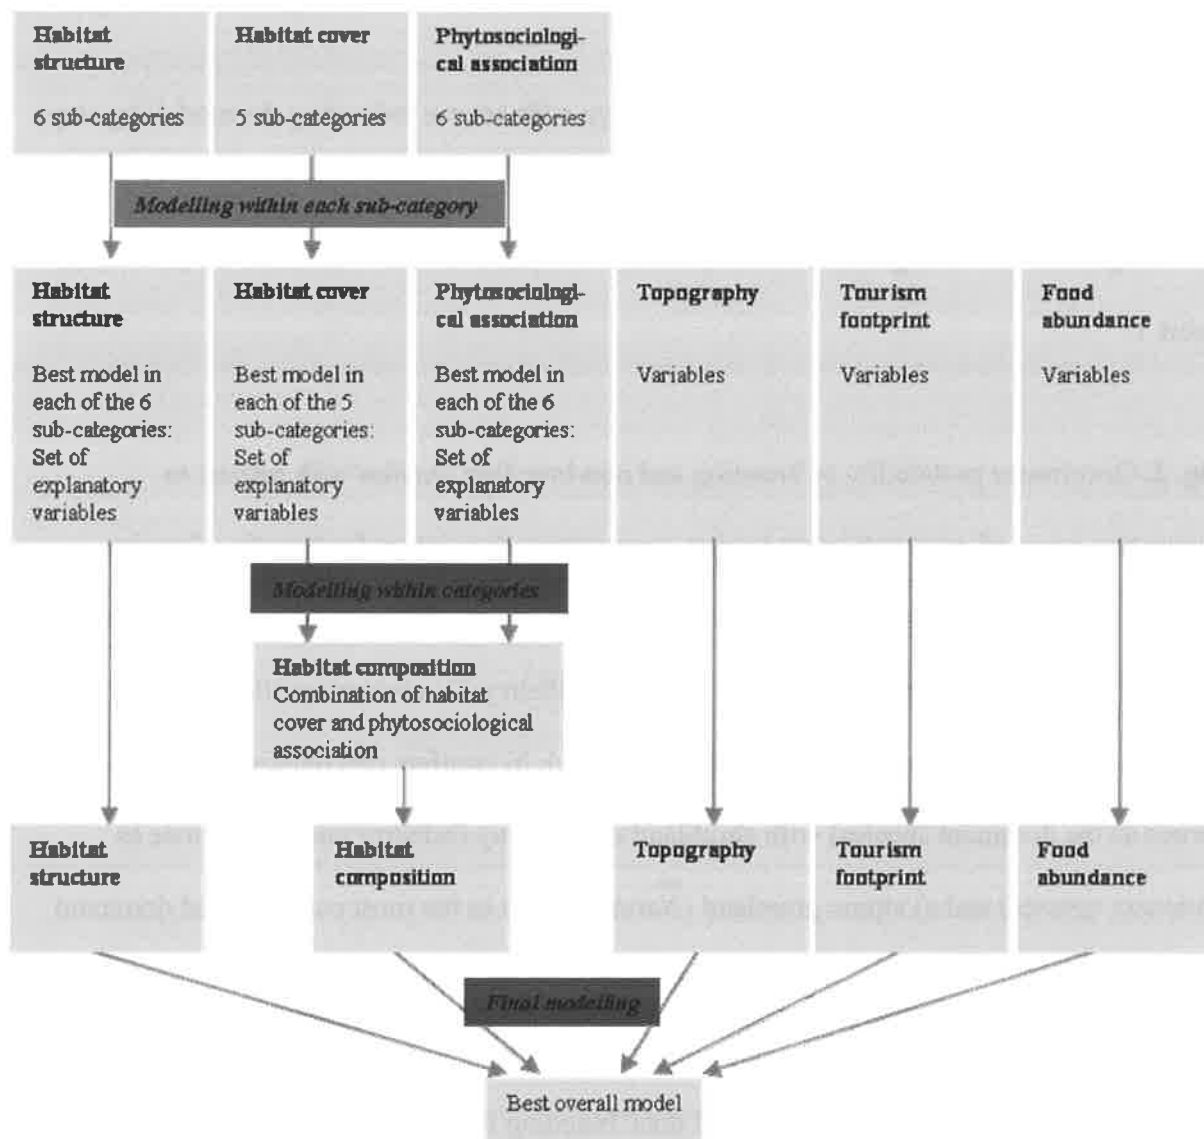 Habitat
structure
6 sub-categories
Habitat cover
5 sub-categories
Phytosociologi-
cal association
6 sub-categories
Modelling within each sub-category
Habitat
structure
Best model in
each of the 6
sub-categories:
Set of
explanatory
variables
Habitat cover
Best model in
each of the 5
sub-categories:
Set of
explanatory
variables
Phytosociologi-
cal association
Best model in
each of the 6
sub-categories:
Set of
explanatory
variables
Topography
Variables
Tourism
footprint
Variables
Food
abundance
Variables
Modelling within categories
Habitat composition
Combination of habitat
cover and phytosociological
association
Habitat
structure
Habitat
composition
Topography
Tourism
footprint
Food
abundance
Final modelling
Best overall model